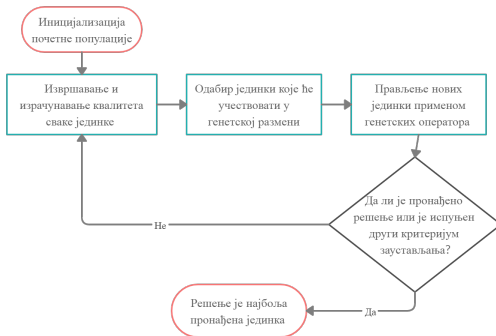 Иницијализација
почетне популације
Извршавање и
израчунавање квалитета
сваке јединке
Одабир јединки које ће
учествовати у
генетској размени
Прављење нових
јединки применом
генетских оператора
Да ли је пронађено
решење или је испуњен
други критеријум
заустављања?
Не
Да
Решење је најбоља
пронађена јединка